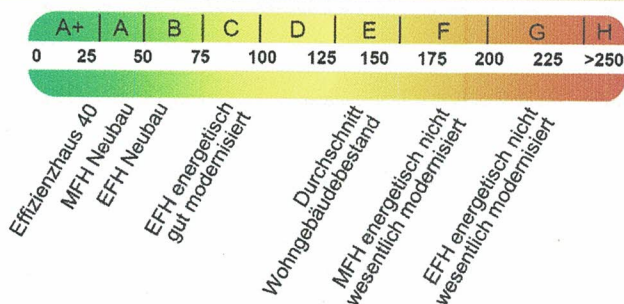 A+ A B C D E F G H
0 25 50 75 100 125 150 175 200 225 >250
Effizienzhaus 40
MFH Neubau
EFH Neubau
EFH energetisch
gut modernisiert
Durchschnitt
Wohngebäudebestand
MFH energetisch nicht
wesentlich modernisiert
EFH energetisch nicht
wesentlich modernisiert